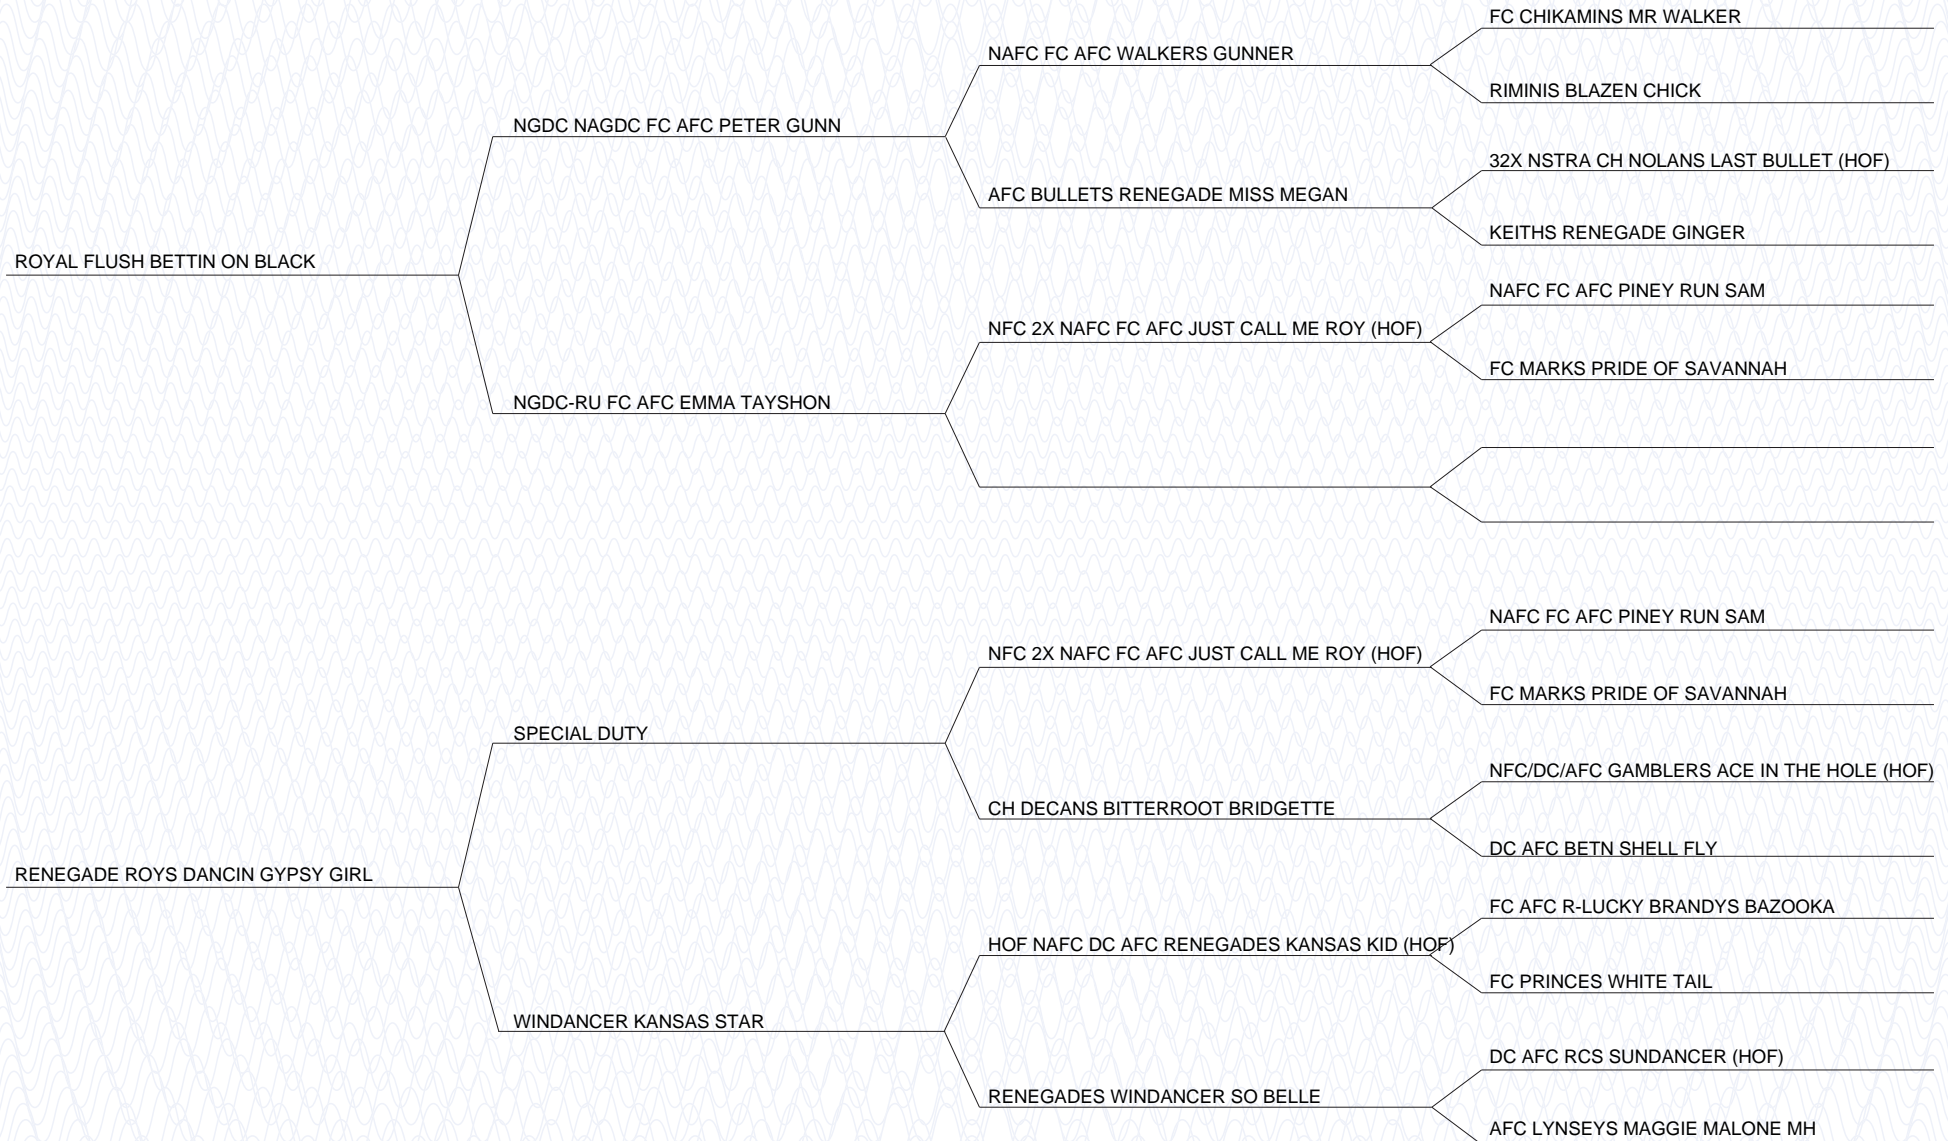 FC CHIKAMINS MR WALKER
NAFC FC AFC WALKERS GUNNER
RIMINIS BLAZEN CHICK
NGDC NAGDC FC AFC PETER GUNN
32X NSTRA CH NOLANS LAST BULLET (HOF)
AFC BULLETS RENEGADE MISS MEGAN
KEITHS RENEGADE GINGER
ROYAL FLUSH BETTIN ON BLACK
NAFC FC AFC PINEY RUN SAM
NFC 2X NAFC FC AFC JUST CALL ME ROY (HOF)
FC MARKS PRIDE OF SAVANNAH
NGDC-RU FC AFC EMMA TAYSHON
NAFC FC AFC PINEY RUN SAM
NFC 2X NAFC FC AFC JUST CALL ME ROY (HOF)
FC MARKS PRIDE OF SAVANNAH
SPECIAL DUTY
NFC/DC/AFC GAMBLERS ACE IN THE HOLE (HOF)
CH DECANS BITTERROOT BRIDGETTE
DC AFC BETN SHELL FLY
RENEGADE ROYS DANCIN GYPSY GIRL
FC AFC R-LUCKY BRANDYS BAZOOKA
HOF NAFC DC AFC RENEGADES KANSAS KID (HOF)
FC PRINCES WHITE TAIL
WINDANCER KANSAS STAR
DC AFC RCS SUNDANCER (HOF)
RENEGADES WINDANCER SO BELLE
AFC LYNSEYS MAGGIE MALONE MH